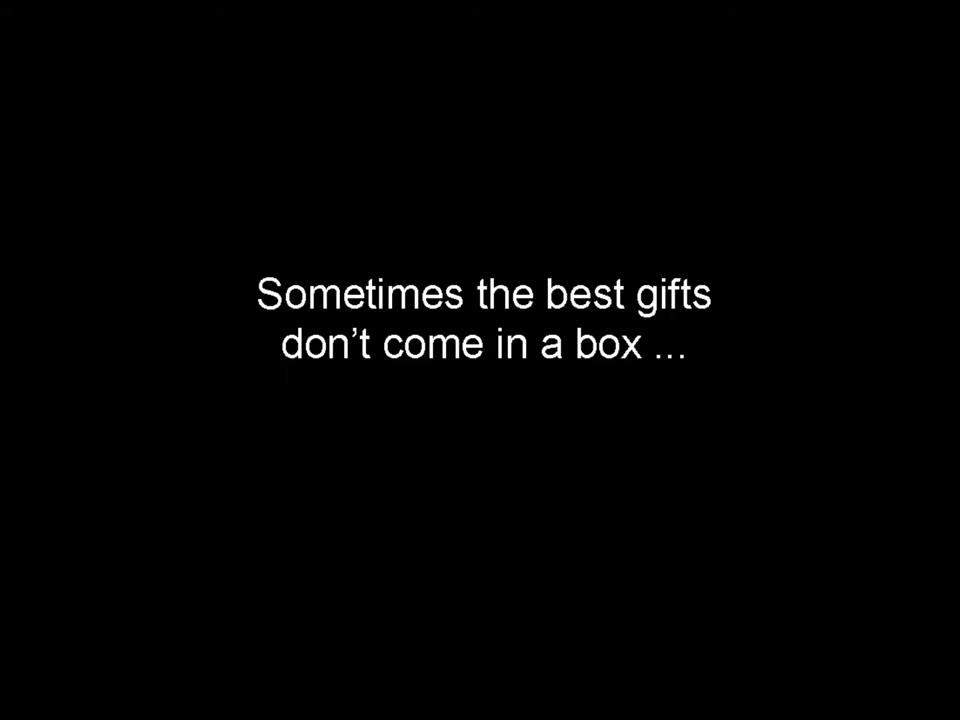 Sometimes the best gifts
don’t come in a box ...